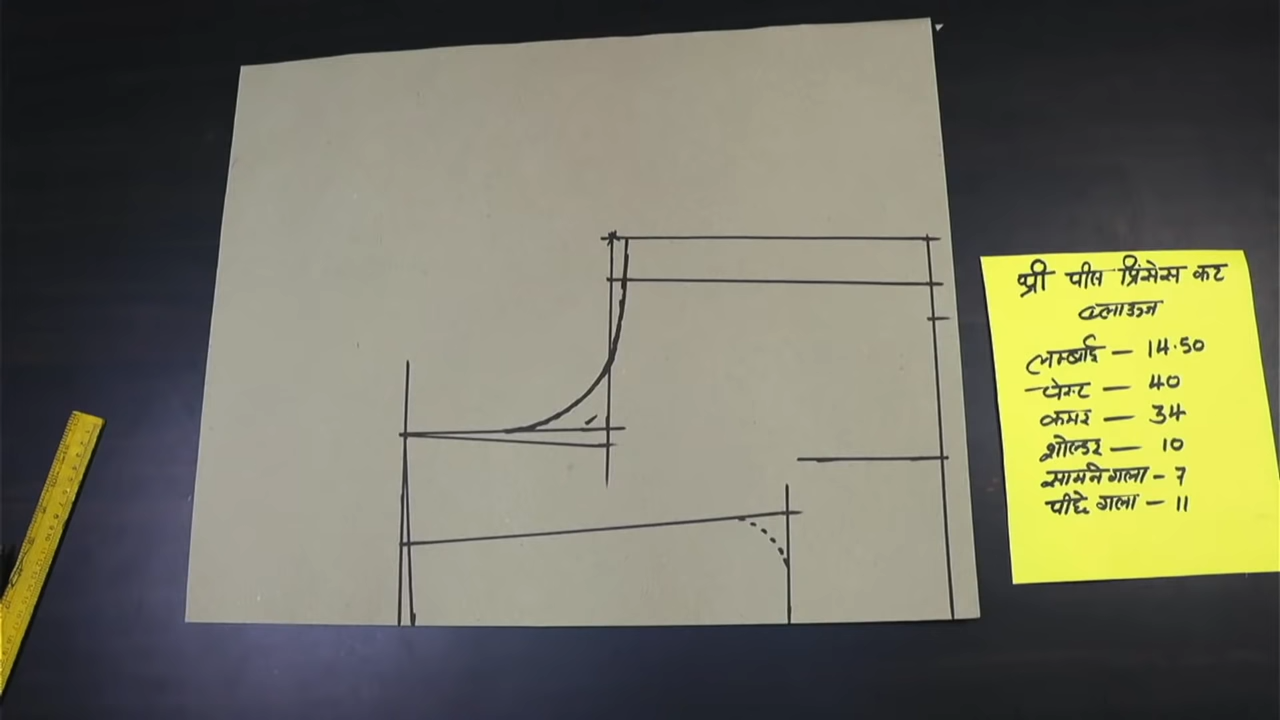 थ्री पीस प्रिंसेस कट
ब्लाउज
लम्बाई – 14.50
चेस्ट – 40
कमर – 34
शोल्डर – 10
सामने गला – 7
पीछे गला – 11